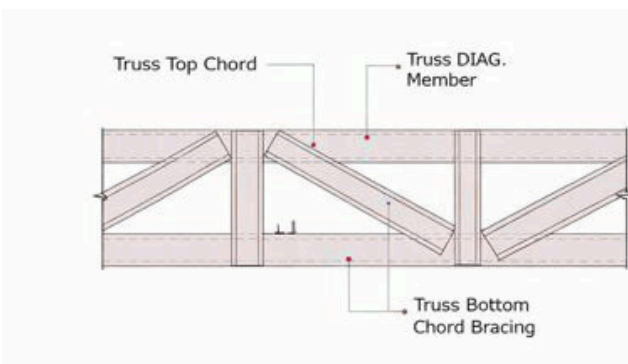 Truss Top Chord
Truss DIAG.
Member
Truss Bottom
Chord Bracing